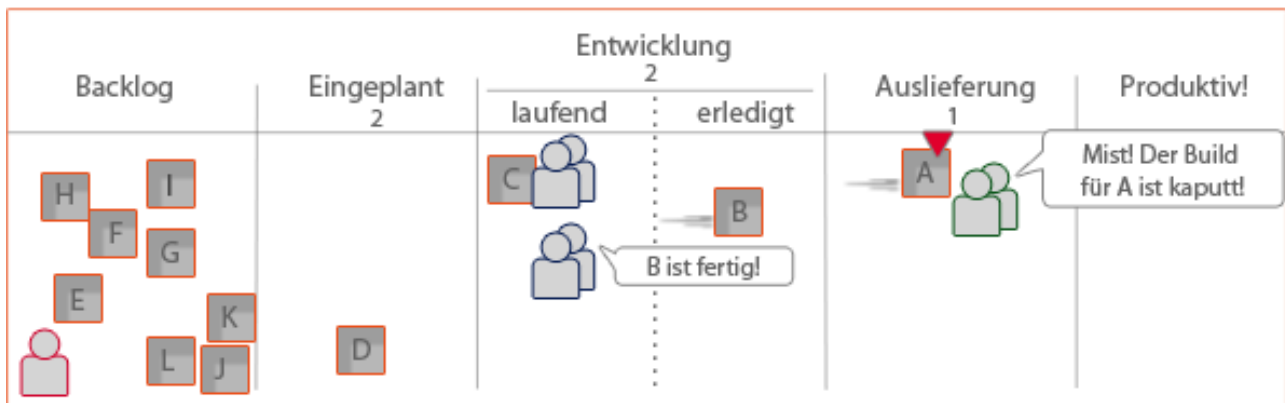 Entwicklung
2
Backlog
Eingeplant
2
laufend
erledigt
Auslieferung
1
Produktiv!
H
I
F
G
E
K
L
J
D
C
B
B ist fertig!
A
Mist! Der Build
für A ist kaputt!